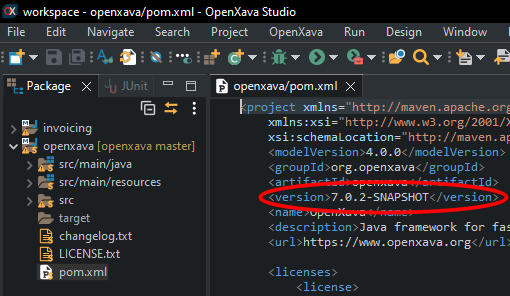 workspace - openxava/pom.xml - OpenXava Studio
File Edit Source Refactor Navigate Search Project Run Design
Package
JUnit
invoicing
openxava [openxava master]
src/main/java
src/main/resources
src
target
changelog.txt
LICENSE.txt
pom.xml
openxava/pom.xml
<project xmlns="http://maven.apache.org
xmlns:xsi="http://www.w3.org/2001/X
xsi:schemaLocation="http://maven.ap
<modelVersion>4.0.0</modelVersion>
<groupId>org.openxava</groupId>
<artifactId>openxava</artifactId>
<version>7.0.2-SNAPSHOT</version>
<name>OpenXava</name>
<description>Java framework for fas
<url>https://www.openxava.org</url>
<licenses>
<license>